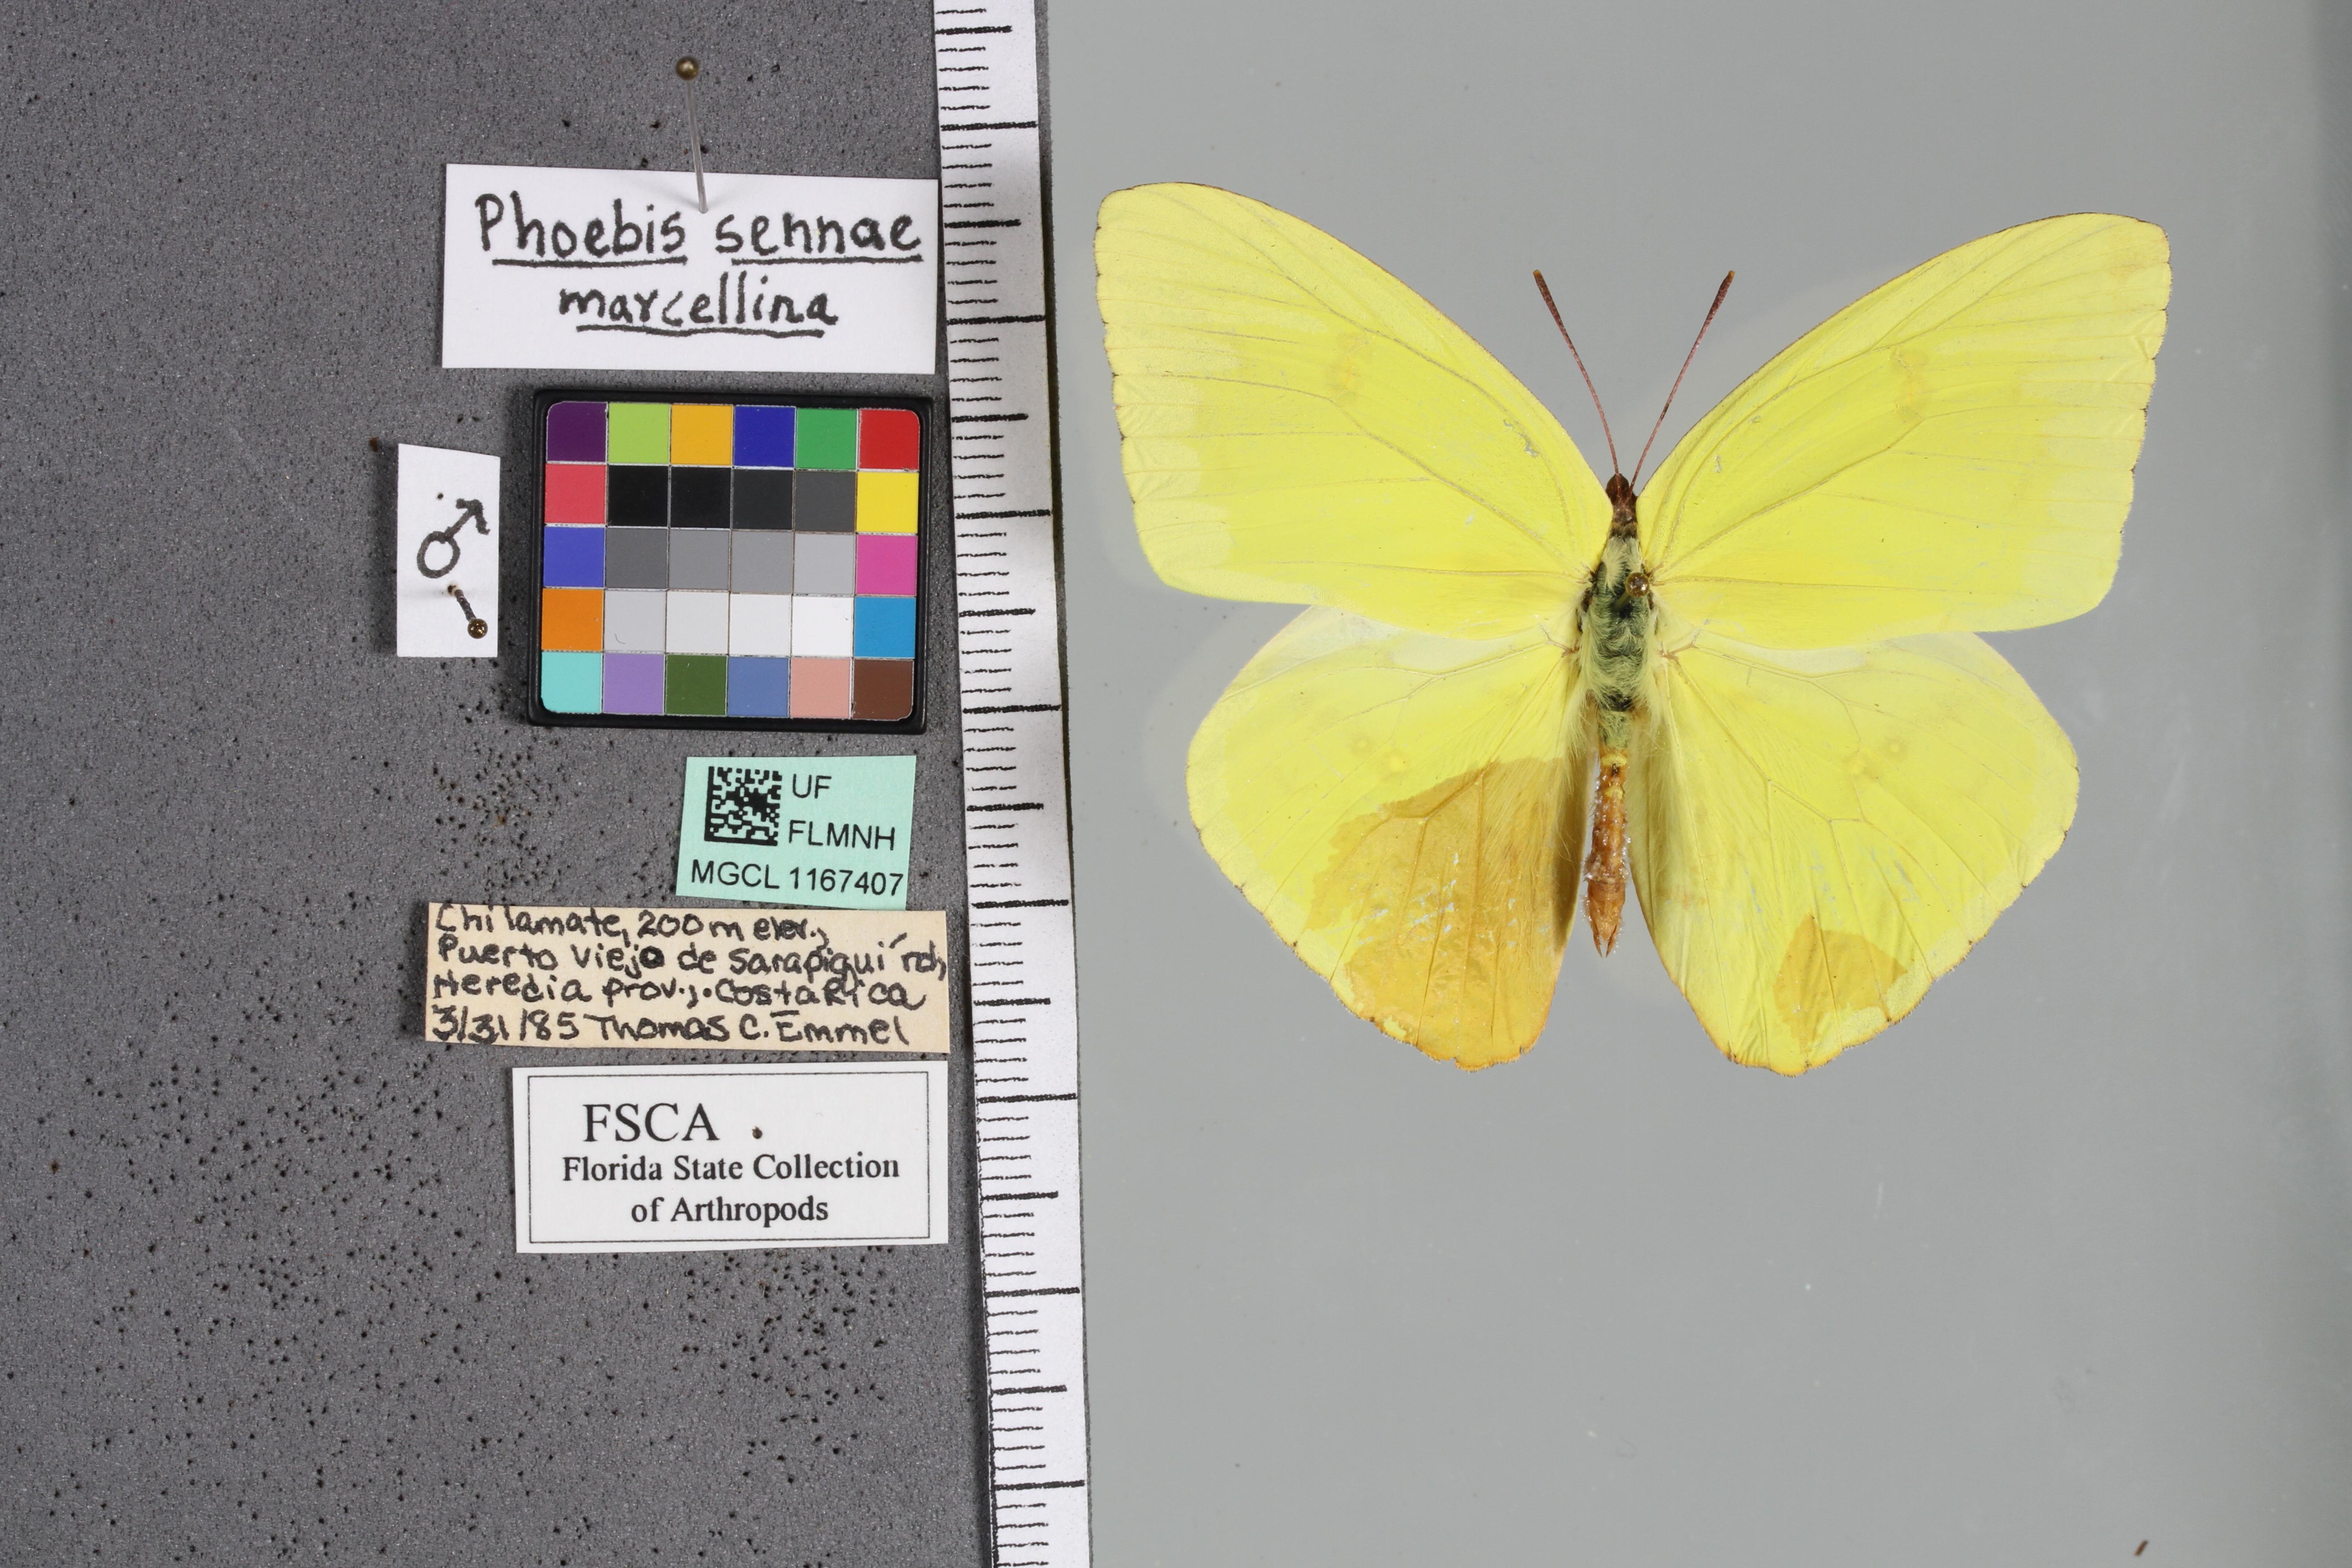 Phoebis sennae
marcellina
♂
UF
FLMNH
MGCL 1167407
Chilamate, 200m elev.,
Puerto Viejo de Sarapiquí rd.,
Heredia prov., Costa Rica
3/31/85 Thomas C. Emmel
FSCA
Florida State Collection
of Arthropods